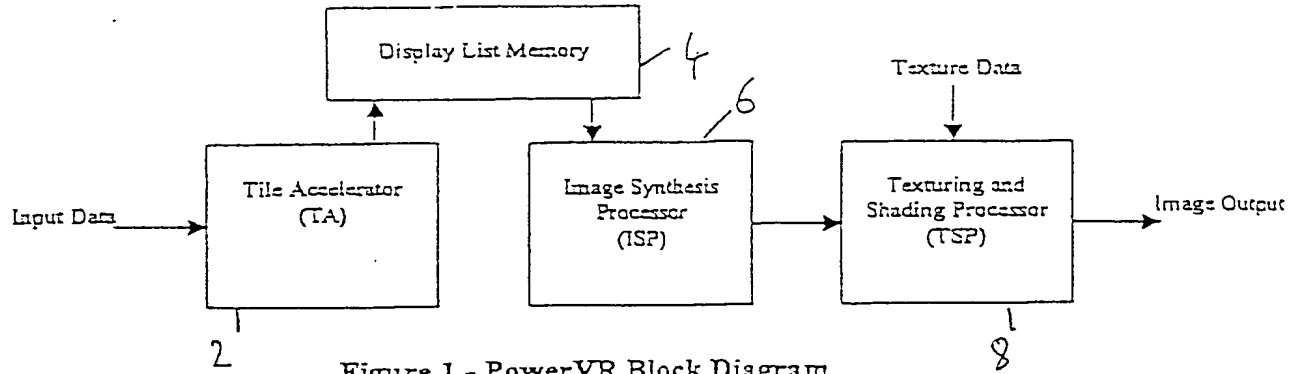 Display List Memory
4
Texture Data
6
Tile Accelerator
(TA)
Image Synthesis
Processor
(ISP)
Texturing and
Shading Processor
(TSP)
Input Data
Image Output
2
8
Figure 1 - PowerVR Block Diagram